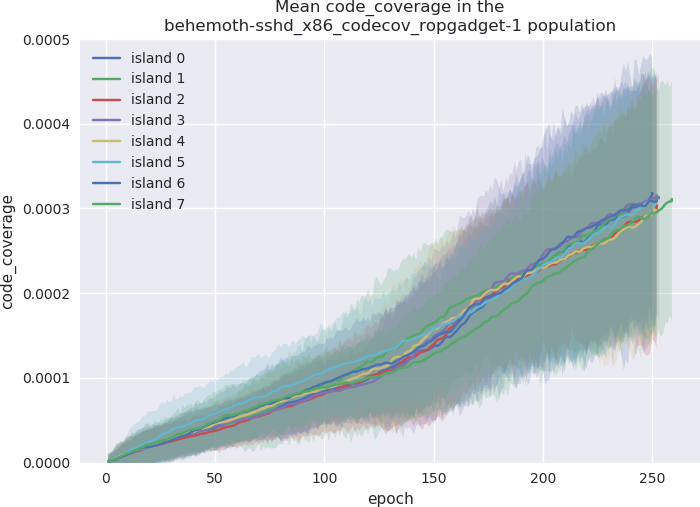 Mean code_coverage in the
behemoth-sshd_x86_codecov_ropgadget-1 population
0.0005
0.0004
0.0003
0.0002
0.0001
0.0000
code_coverage
island 0
island 1
island 2
island 3
island 4
island 5
island 6
island 7
0 50 100 150 200 250
epoch